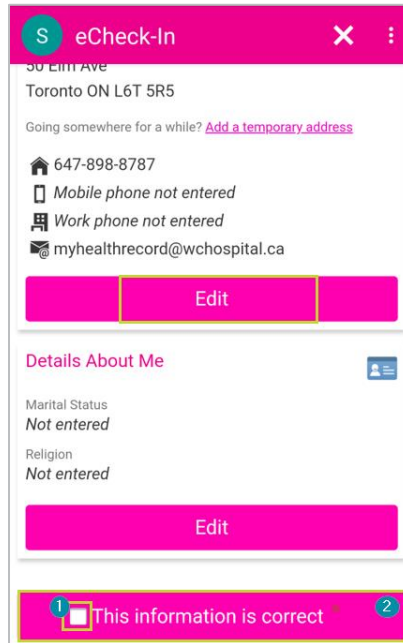 S eCheck-In
50 Elm Ave
Toronto ON L6T 5R5
Going somewhere for a while? Add a temporary address
647-898-8787
Mobile phone not entered
Work phone not entered
myhealthrecord@wchospital.ca
Edit
Details About Me
Marital Status
Not entered
Religion
Not entered
Edit
1 This information is correct * 2